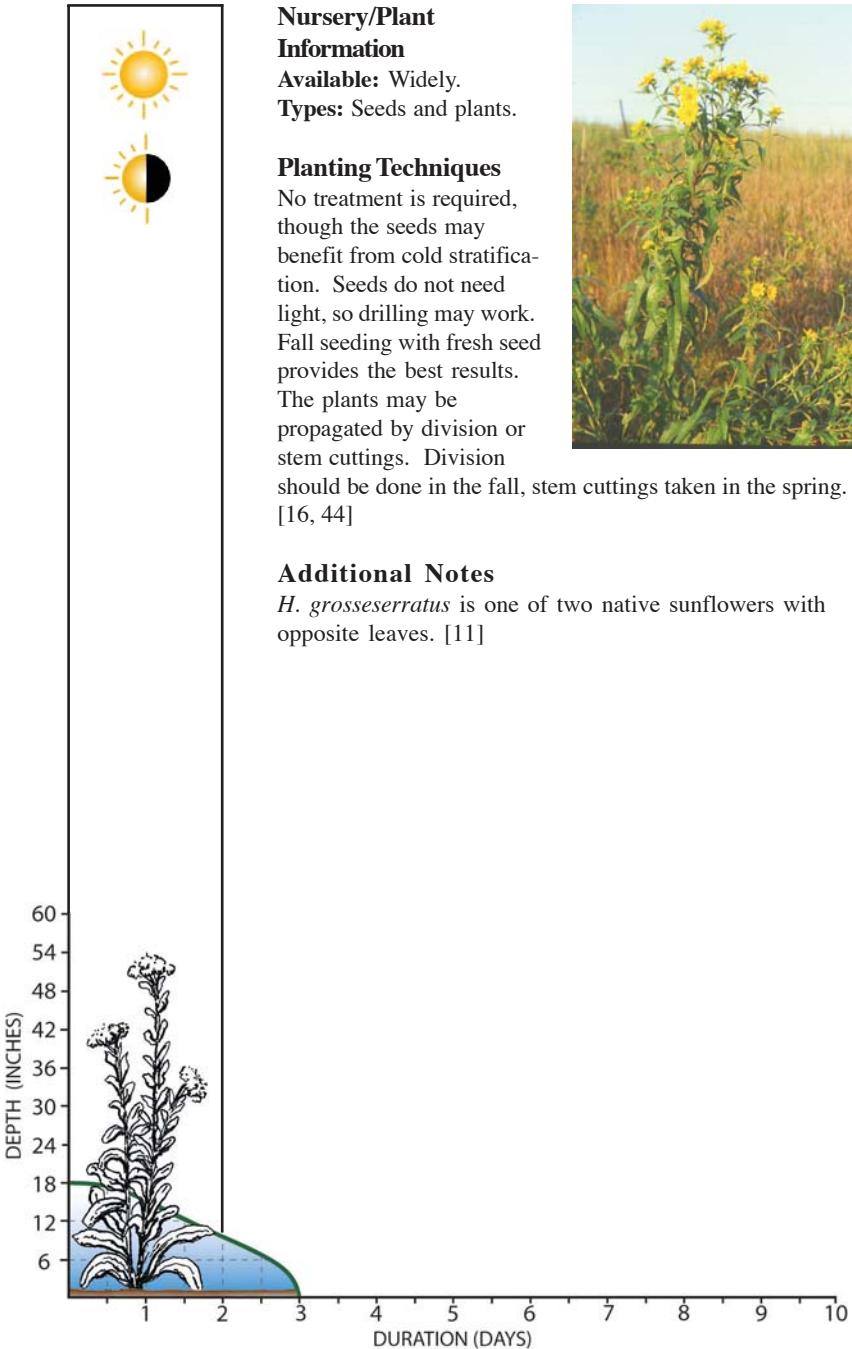 Nursery/Plant
Information
Available: Widely.
Types: Seeds and plants.
Planting Techniques
No treatment is required,
though the seeds may
benefit from cold stratifica-
tion. Seeds do not need
light, so drilling may work.
Fall seeding with fresh seed
provides the best results.
The plants may be
propagated by division or
stem cuttings. Division
should be done in the fall, stem cuttings taken in the spring.
[16, 44]
Additional Notes
H. grosseserratus is one of two native sunflowers with
opposite leaves. [11]
60
54
48
42
36
30
24
18
12
6
DEPTH (INCHES)
1 2 3 4 5 6 7 8 9 10
DURATION (DAYS)